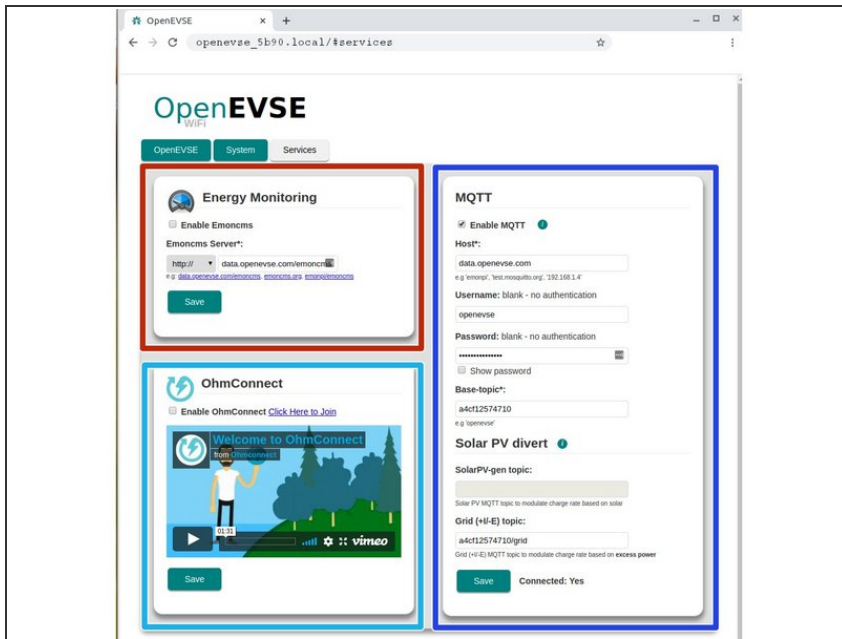 OpenEVSE
openevse_5b90.local/#services
OpenEVSE
WiFi
OpenEVSE System Services
Energy Monitoring
Enable Emoncms
Emoncms Server*:
http:// data.openevse.com/emoncm
e.g: data.openevse.com/emoncms, emoncms.org, emonpi/emoncms
Save
OhmConnect
Enable OhmConnect Click Here to Join
Welcome to OhmConnect
from Ohmconnect
01:31
vimeo
Save
MQTT
Enable MQTT
Host*:
data.openevse.com
e.g 'emonpi', 'test.mosquitto.org', '192.168.1.4'
Username: blank - no authentication
openevse
Password: blank - no authentication
•••••••••••••••
Show password
Base-topic*:
a4cf12574710
e.g 'openevse'
Solar PV divert
SolarPV-gen topic:
Solar PV MQTT topic to modulate charge rate based on solar
Grid (+I/-E) topic:
a4cf12574710/grid
Grid (+I/-E) MQTT topic to modulate charge rate based on excess power
Save Connected: Yes